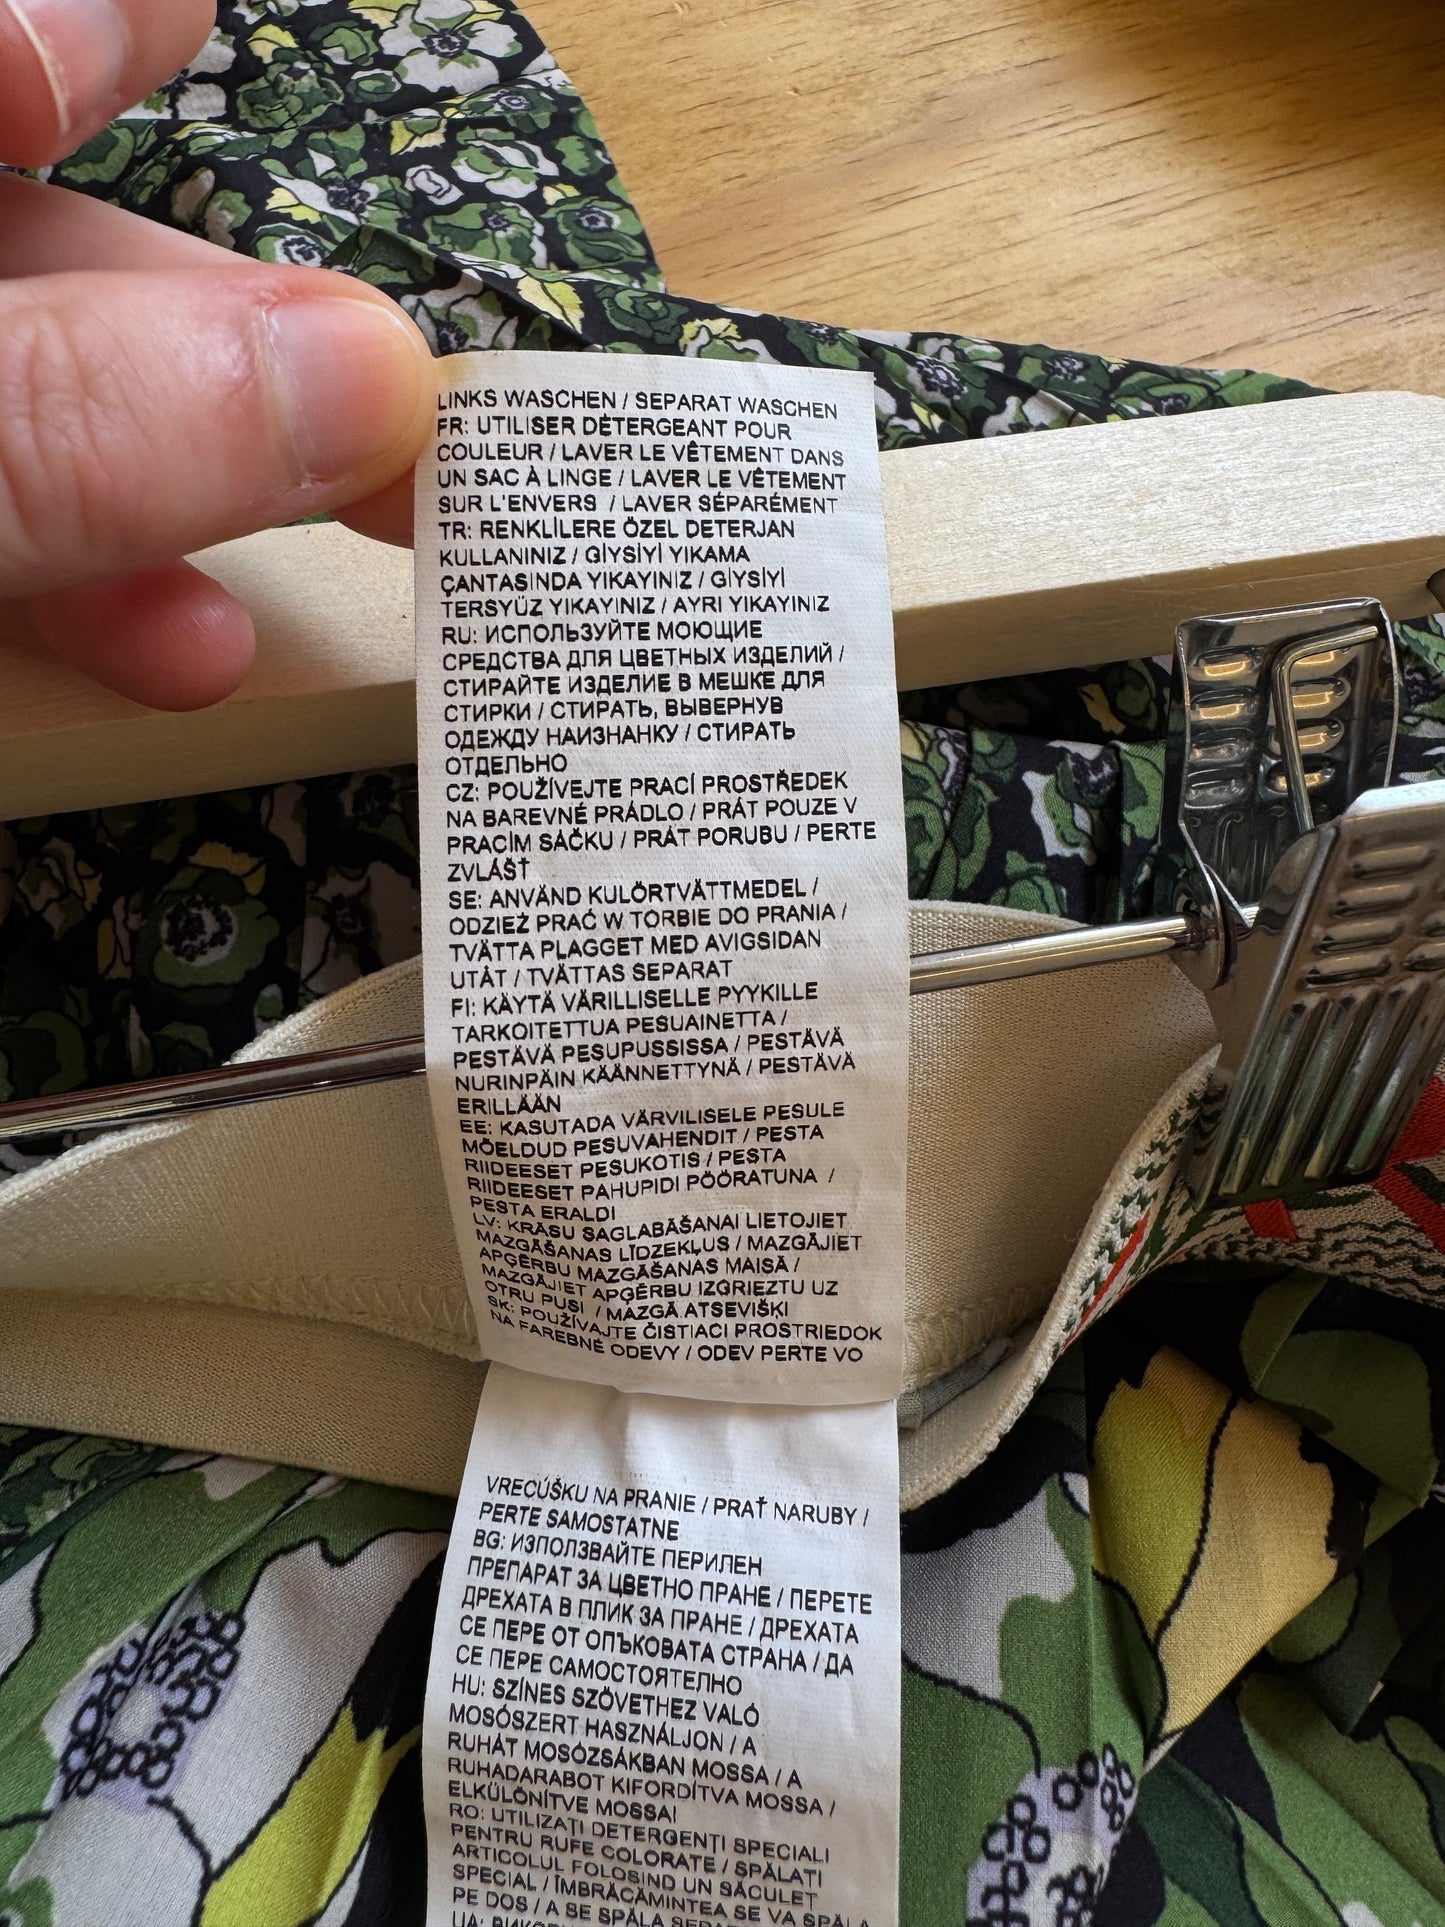 LINKS WASCHEN / SEPARAT WASCHEN
FR: UTILISER DÉTERGEANT POUR
COULEUR / LAVER LE VÊTEMENT DANS
UN SAC À LINGE / LAVER LE VÊTEMENT
SUR L'ENVERS / LAVER SÉPARÉMENT
TR: RENKLİLERE ÖZEL DETERJAN
KULLANINIZ / GİYSİYİ YIKAMA
ÇANTASINDA YIKAYINIZ / GİYSİYİ
TERSYÜZ YIKAYINIZ / AYRI YIKAYINIZ
RU: ИСПОЛЬЗУЙТЕ МОЮЩИЕ
СРЕДСТВА ДЛЯ ЦВЕТНЫХ ИЗДЕЛИЙ /
СТИРАЙТЕ ИЗДЕЛИЕ В МЕШКЕ ДЛЯ
СТИРКИ / СТИРАТЬ, ВЫВЕРНУВ
ОДЕЖДУ НАИЗНАНКУ / СТИРАТЬ
ОТДЕЛЬНО
CZ: POUŽÍVEJTE PRACÍ PROSTŘEDEK
NA BAREVNÉ PRÁDLO / PRÁT POUZE V
PRACÍM SÁČKU / PRÁT PORUBU / PERTE
ZVLÁŠŤ
SE: ANVÄND KULÖRTVÄTTMEDEL /
ODZIEŻ PRAĆ W TORBIE DO PRANIA /
TVÄTTA PLAGGET MED AVIGSIDAN
UTÅT / TVÄTTAS SEPARAT
FI: KÄYTÄ VÄRILLISELLE PYYKILLE
TARKOITETTUA PESUAINETTA /
PESTÄVÄ PESUPUSSISSA / PESTÄVÄ
NURINPÄIN KÄÄNNETTYNÄ / PESTÄVÄ
ERILLÄÄN
EE: KASUTADA VÄRVILISELE PESULE
MÕELDUD PESUVAHENDIT / PESTA
RIIDEESET PESUKOTIS / PESTA
RIIDEESET PAHUPIDI PÖÖRATUNA /
PESTA ERALDI
LV: KRĀSU SAGLABĀŠANAI LIETOJIET
MAZGĀŠANAS LĪDZEKĻUS / MAZGĀJIET
APĢĒRBU MAZGĀŠANAS MAISĀ /
MAZGĀJIET APĢĒRBU IZGRIEZTU UZ
OTRU PUSI / MAZGĀ ATSEVIŠĶI
SK: POUŽÍVAJTE ČISTIACI PROSTRIEDOK
NA FAREBNÉ ODEVY / ODEV PERTE VO
VRECÚŠKU NA PRANIE / PRAŤ NARUBY /
PERTE SAMOSTATNE
BG: ИЗПОЛЗВАЙТЕ ПЕРИЛЕН
ПРЕПАРАТ ЗА ЦВЕТНО ПРАНЕ / ПЕРЕТЕ
ДРЕХАТА В ПЛИК ЗА ПРАНЕ / ДРЕХАТА
СЕ ПЕРЕ ОТ ОПЪКОВАТА СТРАНА / ДА
СЕ ПЕРЕ САМОСТОЯТЕЛНО
HU: SZÍNES SZÖVETHEZ VALÓ
MOSÓSZERT HASZNÁLJON / A
RUHÁT MOSÓZSÁKBAN MOSSA / A
RUHADARABOT KIFORDÍTVA MOSSA /
ELKÜLÖNÍTVE MOSSA!
RO: UTILIZAȚI DETERGENȚI SPECIALI
PENTRU RUFE COLORATE / SPĂLAȚI
ARTICOLUL FOLOSIND UN SĂCULEȚ
SPECIAL / ÎMBRĂCĂMINTEA SE VA SPĂLA
PE DOS / A SE SPĂLA
UA: